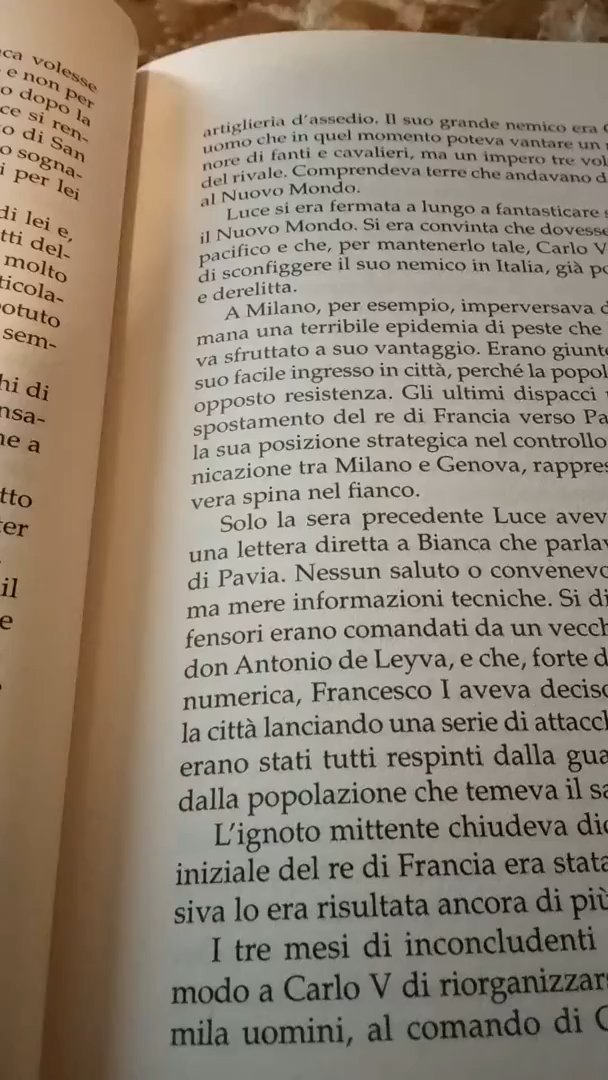 ca volesse
e non per
o dopo la
ce si ren-
o di San
o sogna-
i per lei
di lei e,
tti del-
molto
ticola-
potuto
sem-
hi di
nsa-
ne a
tto
ter
il
e
artiglieria d'assedio. Il suo grande nemico era
uomo che in quel momento poteva vantare un
nore di fanti e cavalieri, ma un impero tre vol
del rivale. Comprendeva terre che andavano d
al Nuovo Mondo.
Luce si era fermata a lungo a fantasticare
il Nuovo Mondo. Si era convinta che dovesse
pacifico e che, per mantenerlo tale, Carlo V
di sconfiggere il suo nemico in Italia, già po
e derelitta.
A Milano, per esempio, imperversava d
mana una terribile epidemia di peste che
va sfruttato a suo vantaggio. Erano giunte
suo facile ingresso in città, perché la popol
opposto resistenza. Gli ultimi dispacci
spostamento del re di Francia verso Pa
la sua posizione strategica nel controllo
nicazione tra Milano e Genova, rappres
vera spina nel fianco.
Solo la sera precedente Luce avev
una lettera diretta a Bianca che parlav
di Pavia. Nessun saluto o convenevo
ma mere informazioni tecniche. Si di
fensori erano comandati da un vecch
don Antonio de Leyva, e che, forte d
numerica, Francesco I aveva deciso
la città lanciando una serie di attacch
erano stati tutti respinti dalla gua
dalla popolazione che temeva il sa
L'ignoto mittente chiudeva dic
iniziale del re di Francia era stata
siva lo era risultata ancora di più
I tre mesi di inconcludenti
modo a Carlo V di riorganizzar
mila uomini, al comando di C